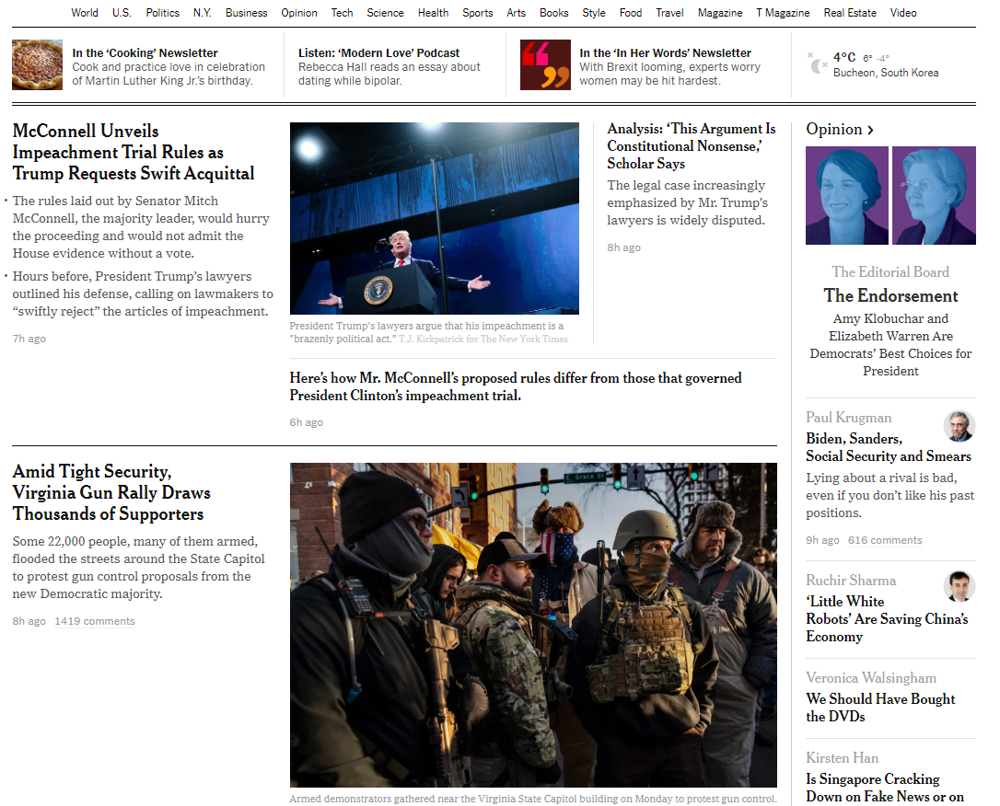 World U.S. Politics N.Y. Business Opinion Tech Science Health Sports Arts Books Style Food Travel Magazine T Magazine Real Estate Video
In the ‘Cooking’ Newsletter
Cook and practice love in celebration
of Martin Luther King Jr.’s birthday.
Listen: ‘Modern Love’ Podcast
Rebecca Hall reads an essay about
dating while bipolar.
In the ‘In Her Words’ Newsletter
With Brexit looming, experts worry
women may be hit hardest.
4°C 6° -4°
Bucheon, South Korea
McConnell Unveils
Impeachment Trial Rules as
Trump Requests Swift Acquittal
• The rules laid out by Senator Mitch
McConnell, the majority leader, would hurry
the proceeding and would not admit the
House evidence without a vote.
• Hours before, President Trump’s lawyers
outlined his defense, calling on lawmakers to
“swiftly reject” the articles of impeachment.
7h ago
President Trump’s lawyers argue that his impeachment is a
"brazenly political act.” T.J. Kirkpatrick for The New York Times
Analysis: ‘This Argument Is
Constitutional Nonsense,’
Scholar Says
The legal case increasingly
emphasized by Mr. Trump’s
lawyers is widely disputed.
8h ago
Here’s how Mr. McConnell’s proposed rules differ from those that governed
President Clinton’s impeachment trial.
6h ago
Amid Tight Security,
Virginia Gun Rally Draws
Thousands of Supporters
Some 22,000 people, many of them armed,
flooded the streets around the State Capitol
to protest gun control proposals from the
new Democratic majority.
8h ago 1419 comments
E Grace St
ONLY
Armed demonstrators gathered near the Virginia State Capitol building on Monday to protest gun control.
Opinion >
The Editorial Board
The Endorsement
Amy Klobuchar and
Elizabeth Warren Are
Democrats’ Best Choices for
President
Paul Krugman
Biden, Sanders,
Social Security and Smears
Lying about a rival is bad,
even if you don’t like his past
positions.
9h ago 616 comments
Ruchir Sharma
‘Little White
Robots’ Are Saving China’s
Economy
Veronica Walsingham
We Should Have Bought
the DVDs
Kirsten Han
Is Singapore Cracking
Down on Fake News or on